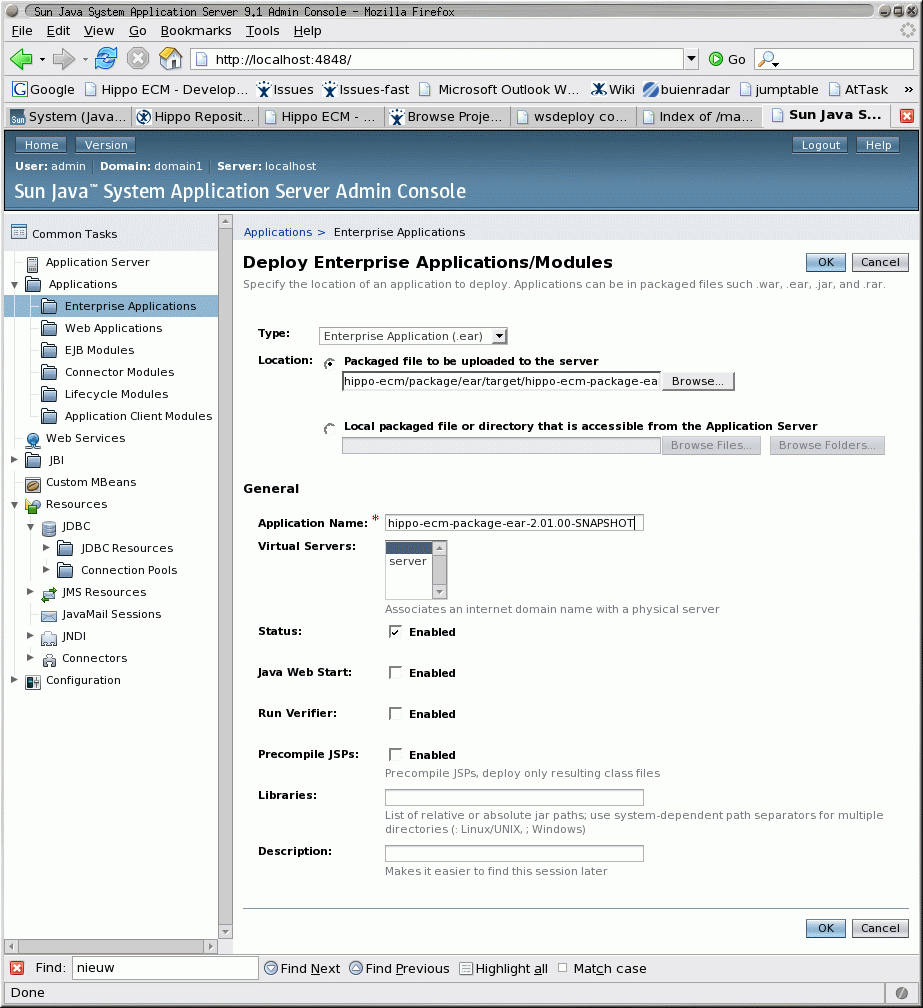 Sun Java System Application Server 9.1 Admin Console - Mozilla Firefox
File Edit View Go Bookmarks Tools Help
http://localhost:4848/ Go
Google Hippo ECM - Develop... Issues Issues-fast Microsoft Outlook W... Wiki buienradar jumptable AtTask »
System (Java... Hippo Reposit... Hippo ECM - ... Browse Proje... wsdeploy co... Index of /ma... Sun Java S...
Home Version Logout Help
User: admin Domain: domain1 Server: localhost
Sun Java™ System Application Server Admin Console
Common Tasks
Application Server
Applications
Enterprise Applications
Web Applications
EJB Modules
Connector Modules
Lifecycle Modules
Application Client Modules
Web Services
JBI
Custom MBeans
Resources
JDBC
JDBC Resources
Connection Pools
JMS Resources
JavaMail Sessions
JNDI
Connectors
Configuration
Applications > Enterprise Applications
Deploy Enterprise Applications/Modules OK Cancel
Specify the location of an application to deploy. Applications can be in packaged files such .war, .ear, .jar, and .rar.
Type: Enterprise Application (.ear)
Location: Packaged file to be uploaded to the server
hippo-ecm/package/ear/target/hippo-ecm-package-ea Browse...
Local packaged file or directory that is accessible from the Application Server
Browse Files... Browse Folders...
General
Application Name: * hippo-ecm-package-ear-2.01.00-SNAPSHOT
Virtual Servers:
server
Associates an internet domain name with a physical server
Status: Enabled
Java Web Start: Enabled
Run Verifier: Enabled
Precompile JSPs: Enabled
Precompile JSPs, deploy only resulting class files
Libraries:
List of relative or absolute jar paths; use system-dependent path separators for multiple
directories (: Linux/UNIX, ; Windows)
Description:
Makes it easier to find this session later
OK Cancel
Find: nieuw Find Next Find Previous Highlight all Match case
Done